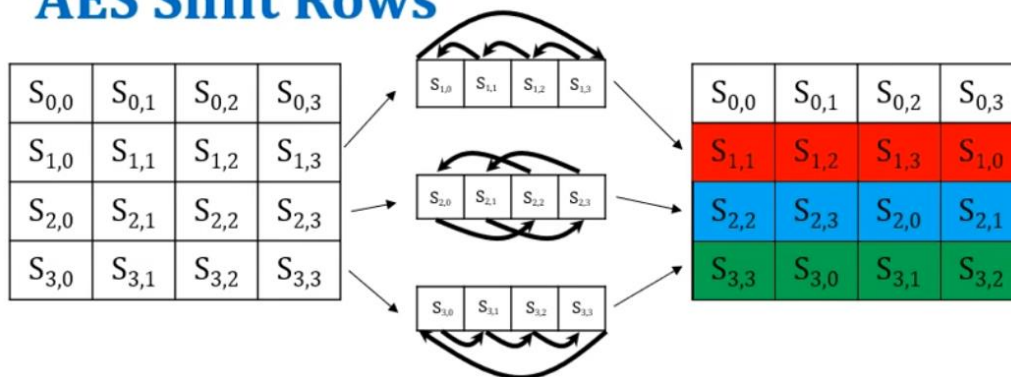 AES Shift Rows
S0,0 S0,1 S0,2 S0,3
S1,0 S1,1 S1,2 S1,3
S2,0 S2,1 S2,2 S2,3
S3,0 S3,1 S3,2 S3,3
S1,0 S1,1 S1,2 S1,3
S2,0 S2,1 S2,2 S2,3
S3,0 S3,1 S3,2 S3,3
S0,0 S0,1 S0,2 S0,3
S1,1 S1,2 S1,3 S1,0
S2,2 S2,3 S2,0 S2,1
S3,3 S3,0 S3,1 S3,2